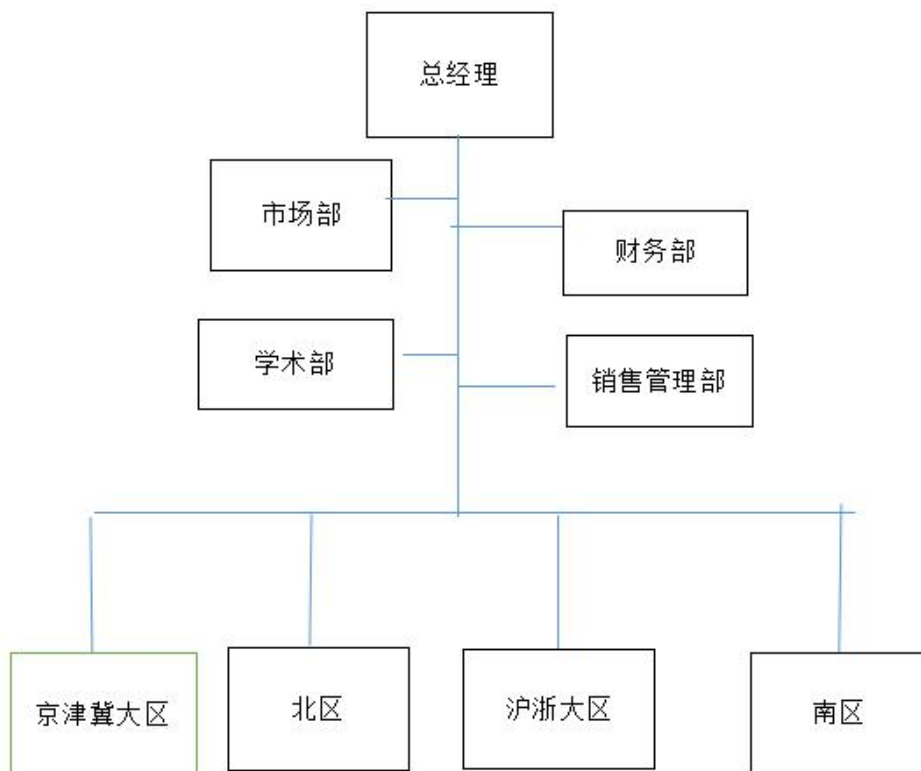 总经理
市场部
财务部
学术部
销售管理部
京津冀大区
北区
沪浙大区
南区